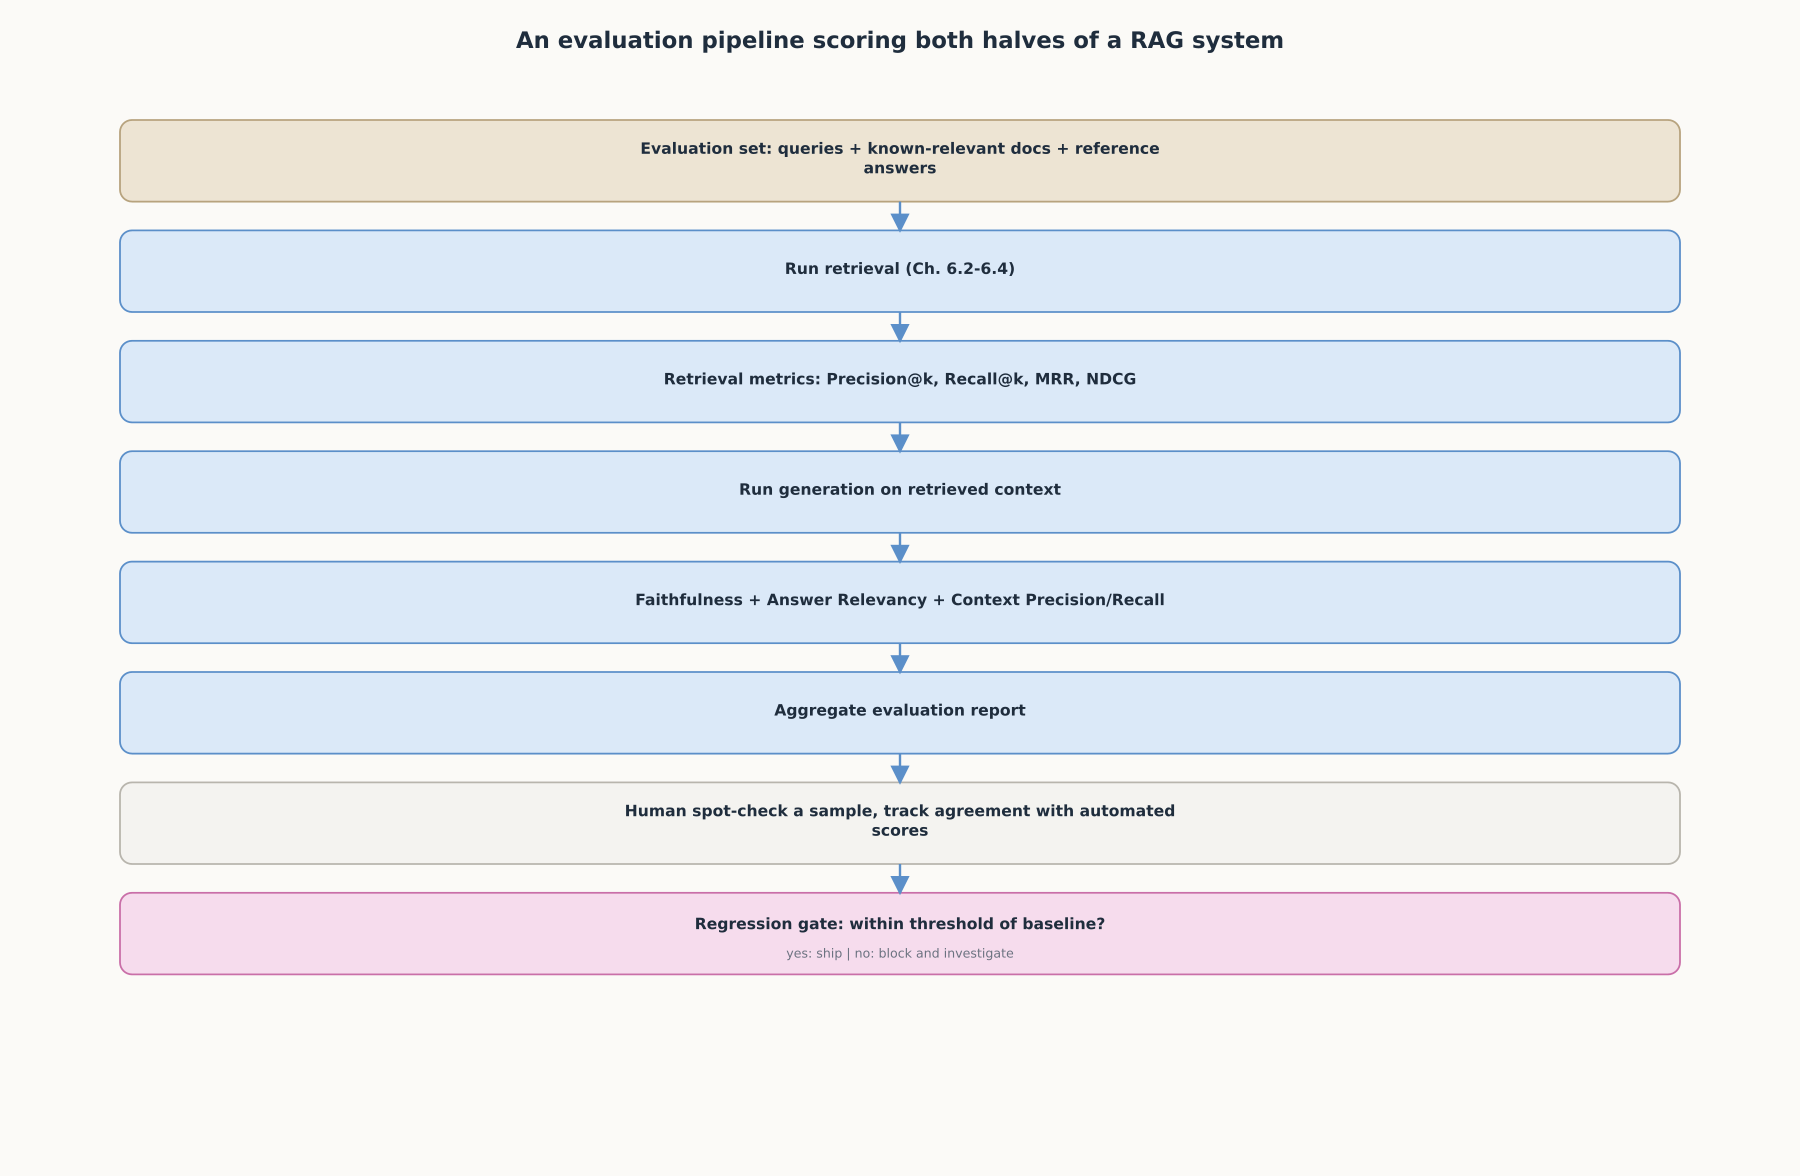 An evaluation pipeline scoring both halves of a RAG system
Evaluation set: queries + known-relevant docs + reference
answers
Run retrieval (Ch. 6.2-6.4)
Retrieval metrics: Precision@k, Recall@k, MRR, NDCG
Run generation on retrieved context
Faithfulness + Answer Relevancy + Context Precision/Recall
Aggregate evaluation report
Human spot-check a sample, track agreement with automated
scores
Regression gate: within threshold of baseline?
yes: ship | no: block and investigate